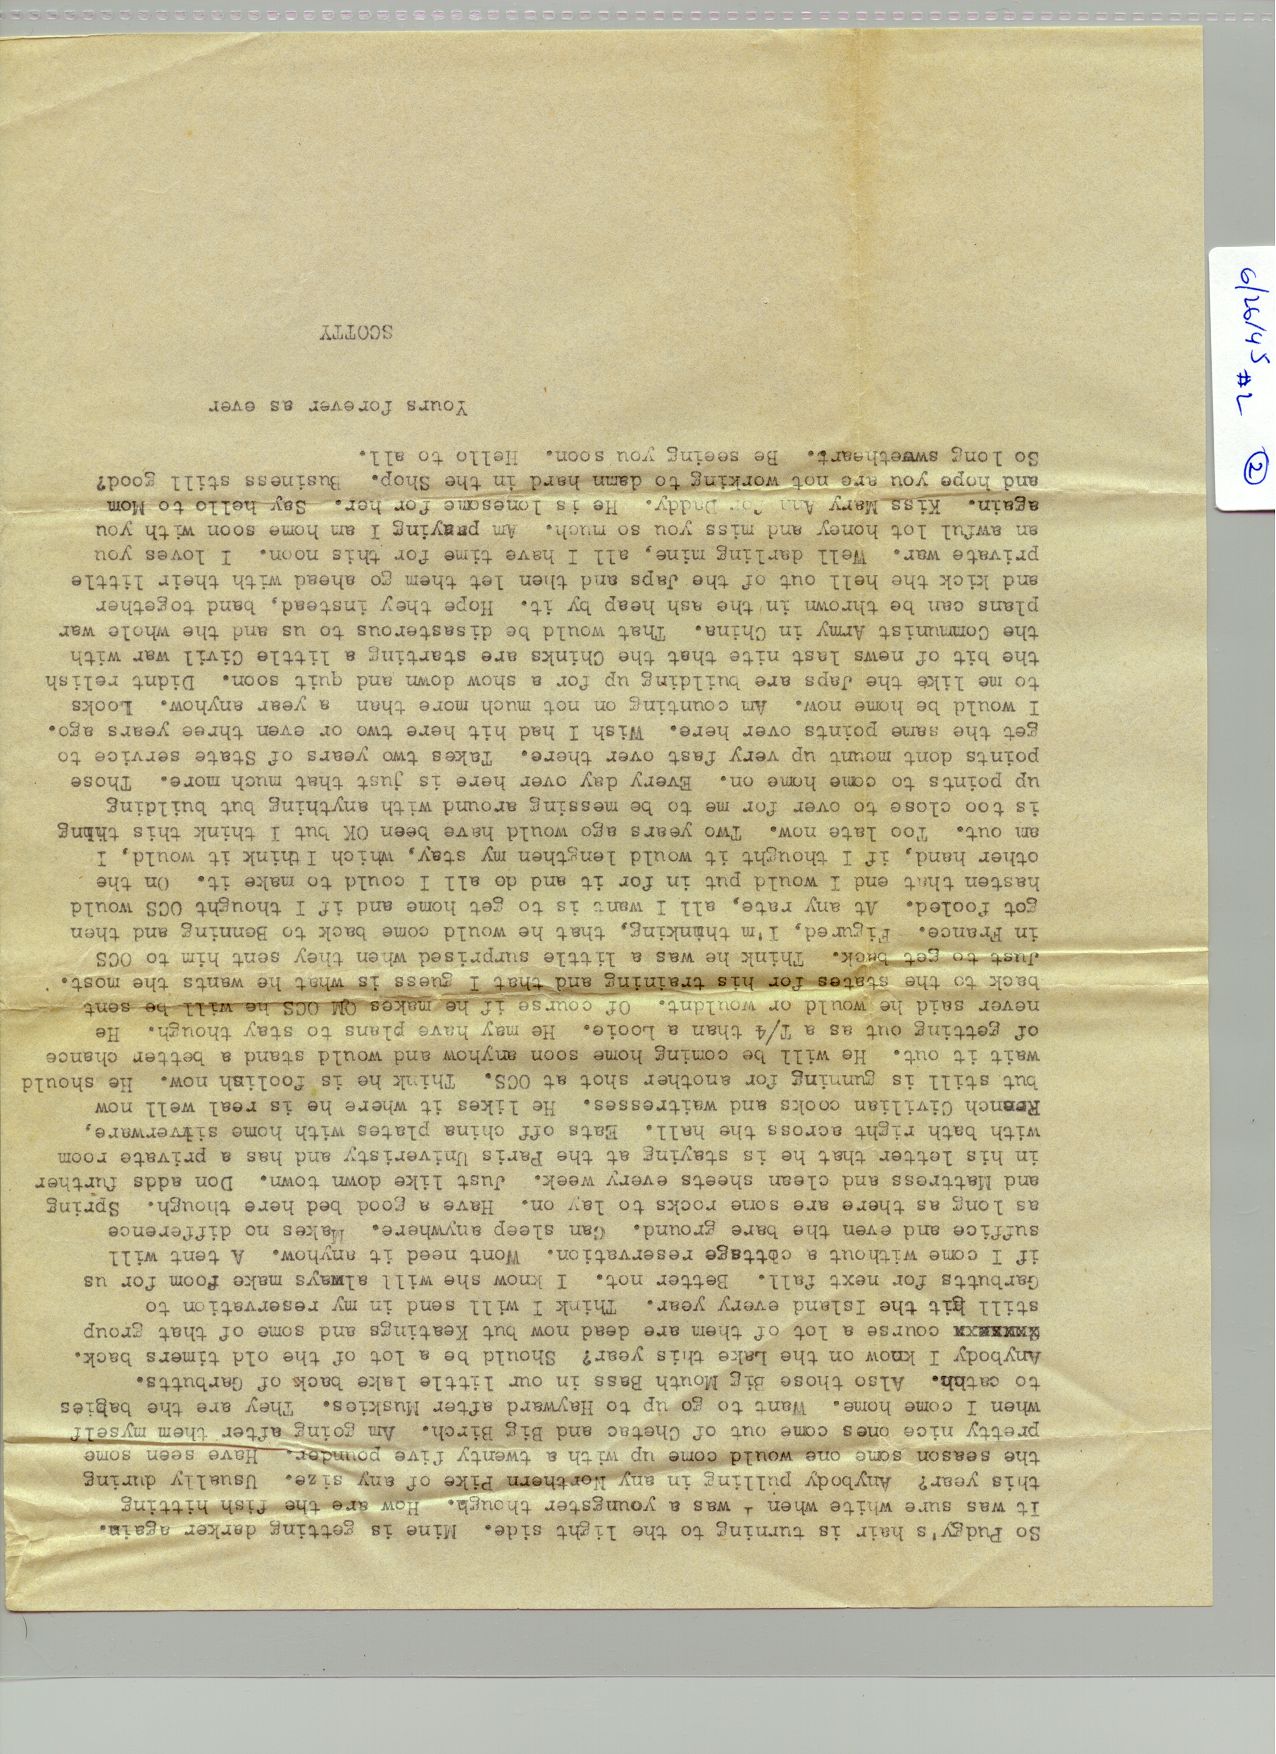 So Pudgy's hair is turning to the light side.  Mine is getting darker again.
It was sure white when I was a youngster though.  How are the fish hitting
this year?  Anybody pulling in any Northern Pike of any size.  Usually during
the season some one would come up with a twenty five pounder.  Have seen some
pretty nice ones come out of Chetac and Big Birch.  Am going after them myself
when I come home.  Want to go up to Hayward after Muskies.  They are the babies
to catbh.  Also those Big Mouth Bass in our little lake back of Garbutts.
Anybody I know on the Lake this year?  Should be a lot of the old timers back.
course a lot of them are dead now but Keatings and some of that group
still hit the Island every year.  Think I will send in my reservation to
Garbutts for next fall.  Better not.  I know she will always make room for us
if I come without a cottage reservation.  Wont need it anyhow.  A tent will
suffice and even the bare ground.  Can sleep anywhere.  Makes no difference
as long as there are some rocks to lay on.  Have a good bed here though.  Spring
and Mattress and clean sheets every week.  Just like down town.  Don adds further
in his letter that he is staying at the Paris Univeristy and has a private room
with bath right across the hall.  Eats off china plates with home silverware,
French Civilian cooks and waitresses.  He likes it where he is real well now
but still is gunning for another shot at OCS.  Think he is foolish now.  He should
wait it out.  He will be coming home soon anyhow and would stand a better chance
of getting out as a T/4 than a Looie.  He may have plans to stay though.  He
never said he would or wouldnt.  Of course if he makes QM OCS he will be sent
back to the states for his training and that I guess is what he wants the most.
Just to get back.  Think he was a little surprised when they sent him to OCS
in France.  Figured, I'm thinking, that he would come back to Benning and then
got fooled.  At any rate, all I want is to get home and if I thought OCS would
hasten that end I would put in for it and do all I could to make it.  On the
other hand, if I thought it would lengthen my stay, which I think it would, I
am out.  Too late now.  Two years ago would have been OK but I think this thing
is too close to over for me to be messing around with anything but building
up points to come home on.  Every day over here is just that much more.  Those
points dont mount up very fast over there.  Takes two years of State service to
get the same points over here.  Wish I had hit here two or even three years ago.
I would be home now.  Am counting on not much more than  a year anyhow.  Looks
to me like the Japs are building up for a show down and quit soon.  Didnt relish
the bit of news last nite that the Chinks are starting a little Civil war with
the Communist Army in China.  That would be disasterous to us and the whole war
plans can be thrown in the ash heap by it.  Hope they instead, band together
and kick the hell out of the Japs and then let them go ahead with their little
private war.  Well darling mine, all I have time for this noon.  I loves you
an awful lot honey and miss you so much.  Am praying I am home soon with you
again.  Kiss Mary Ann for Daddy.  He is lonesome for her.  Say hello to Mom
and hope you are not working to damn hard in the Shop.  Business still good?
So long sweetheart.  Be seeing you soon.  Hello to all.
Yours forever as ever
SCOTTY
6/26/45 #2 2